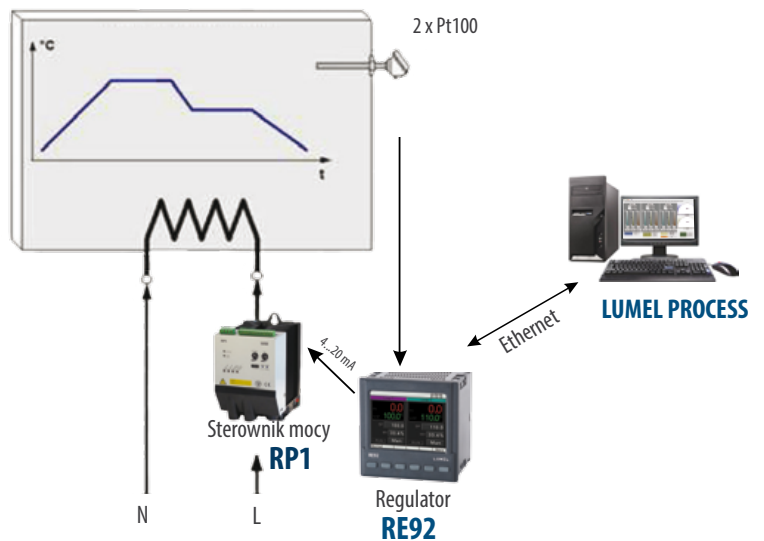 °C
2 x Pt100
t
LUMEL PROCESS
Ethernet
4...20 mA
Sterownik mocy
RP1
Regulator
RE92
N
L